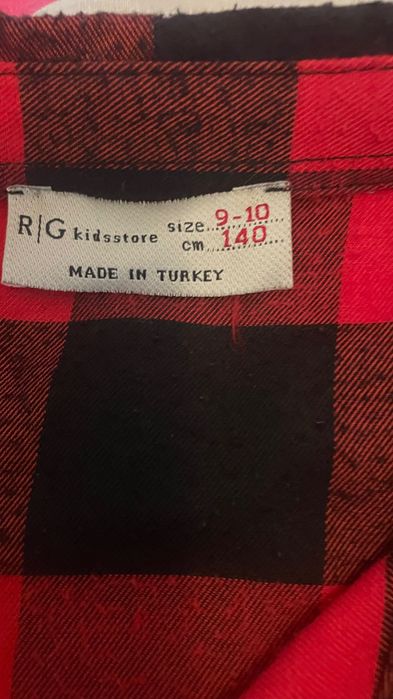 R|G kidsstore size 9-10
cm 140
MADE IN TURKEY